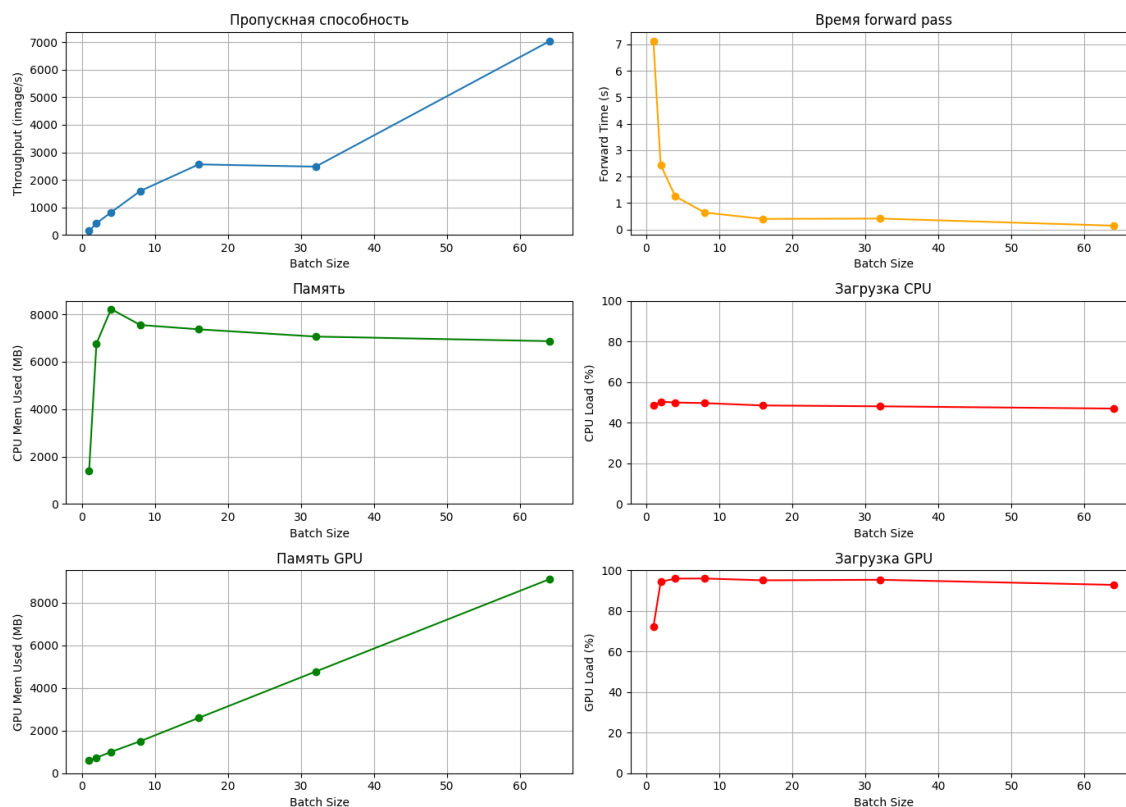 Пропускная способность
Throughput (image/s)
7000
6000
5000
4000
3000
2000
1000
0
0 10 20 30 40 50 60
Batch Size
Время forward pass
Forward Time (s)
7
6
5
4
3
2
1
0
0 10 20 30 40 50 60
Batch Size
Память
CPU Mem Used (MB)
8000
6000
4000
2000
0
0 10 20 30 40 50 60
Batch Size
Загрузка CPU
CPU Load (%)
100
80
60
40
20
0
0 10 20 30 40 50 60
Batch Size
Память GPU
GPU Mem Used (MB)
8000
6000
4000
2000
0
0 10 20 30 40 50 60
Batch Size
Загрузка GPU
GPU Load (%)
100
80
60
40
20
0
0 10 20 30 40 50 60
Batch Size